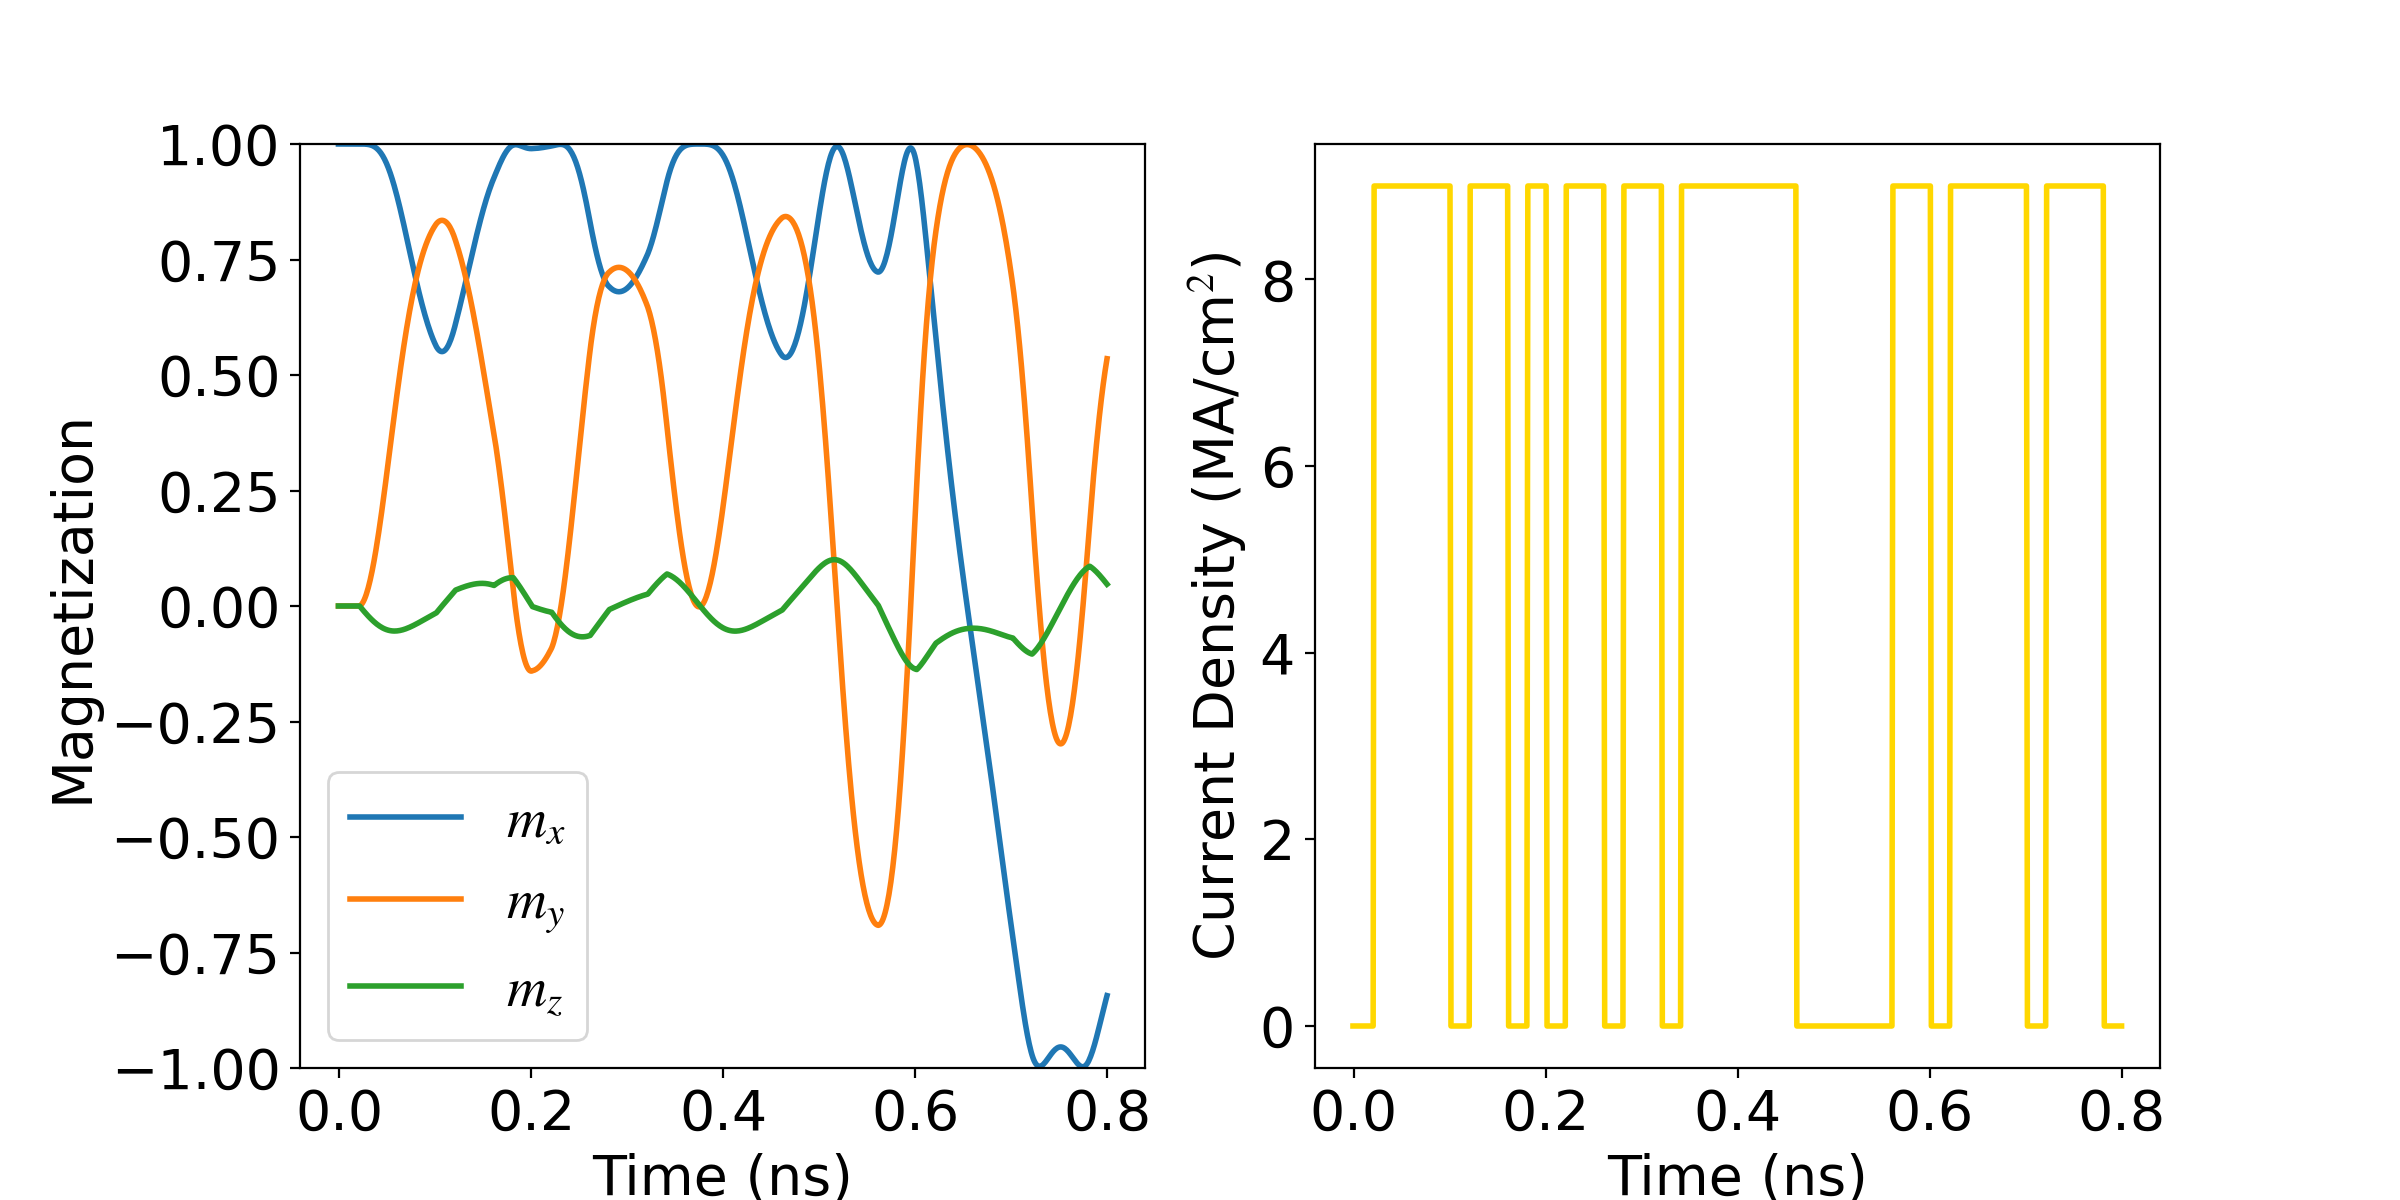 Magnetization
1.00
0.75
0.50
0.25
0.00
−0.25
−0.50
−0.75
−1.00
m_x
m_y
m_z
0.0 0.2 0.4 0.6 0.8
Time (ns)
Current Density (MA/cm²)
8
6
4
2
0
0.0 0.2 0.4 0.6 0.8
Time (ns)